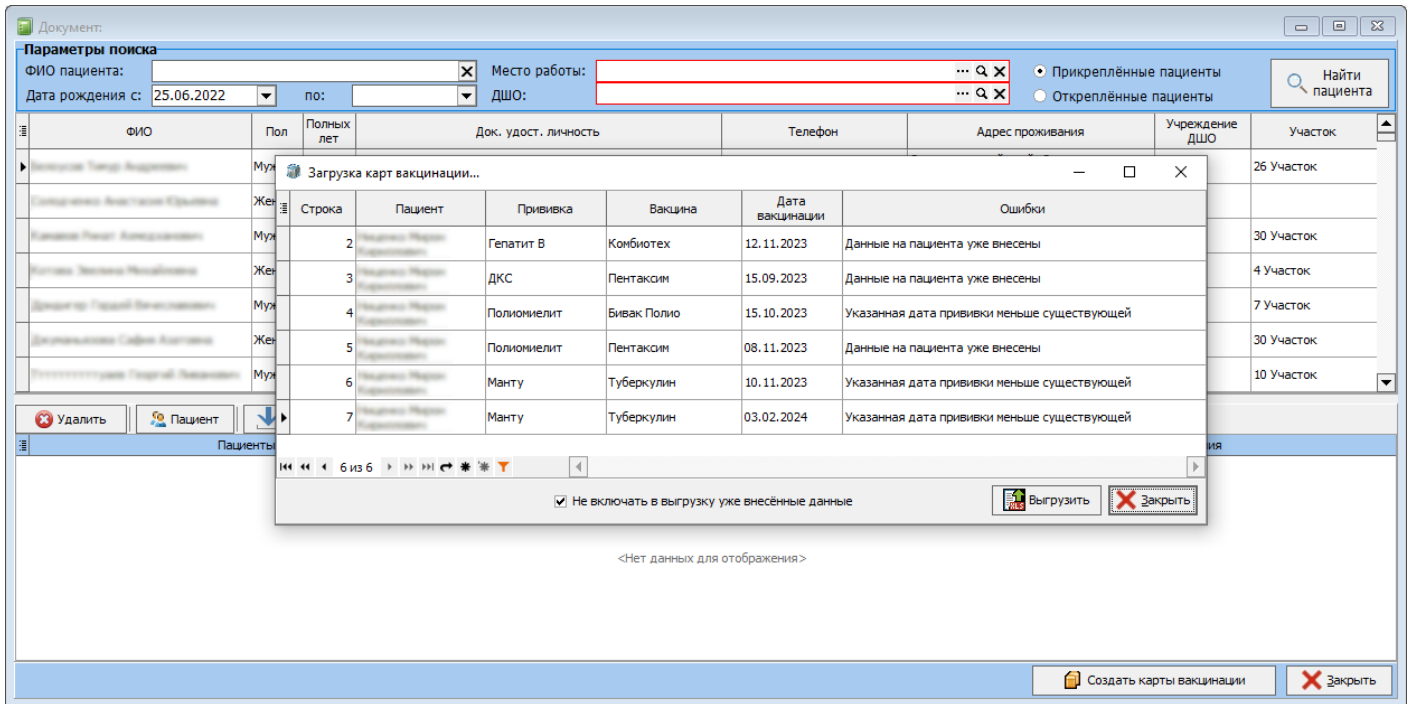 Документ:
Параметры поиска
ФИО пациента:
Место работы:
Прикреплённые пациенты
Найти пациента
Дата рождения с: 25.06.2022
по:
ДШО:
Откреплённые пациенты
ФИО Пол Полных лет Док. удост. личность Телефон Адрес проживания Учреждение ДШО Участок
Муж 26 Участок
Жен
Муж 30 Участок
Жен 4 Участок
Муж 7 Участок
Жен 30 Участок
Муж 10 Участок
Загрузка карт вакцинации...
Строка Пациент Прививка Вакцина Дата вакцинации Ошибки
2 Гепатит В Комбиотех 12.11.2023 Данные на пациента уже внесены
3 ДКС Пентаксим 15.09.2023 Данные на пациента уже внесены
4 Полиомиелит Бивак Полио 15.10.2023 Указанная дата прививки меньше существующей
5 Полиомиелит Пентаксим 08.11.2023 Данные на пациента уже внесены
6 Манту Туберкулин 10.11.2023 Указанная дата прививки меньше существующей
7 Манту Туберкулин 03.02.2024 Указанная дата прививки меньше существующей
6 из 6
Не включать в выгрузку уже внесённые данные
Выгрузить
Закрыть
Удалить
Пациент
Пациенты
<Нет данных для отображения>
Создать карты вакцинации
Закрыть